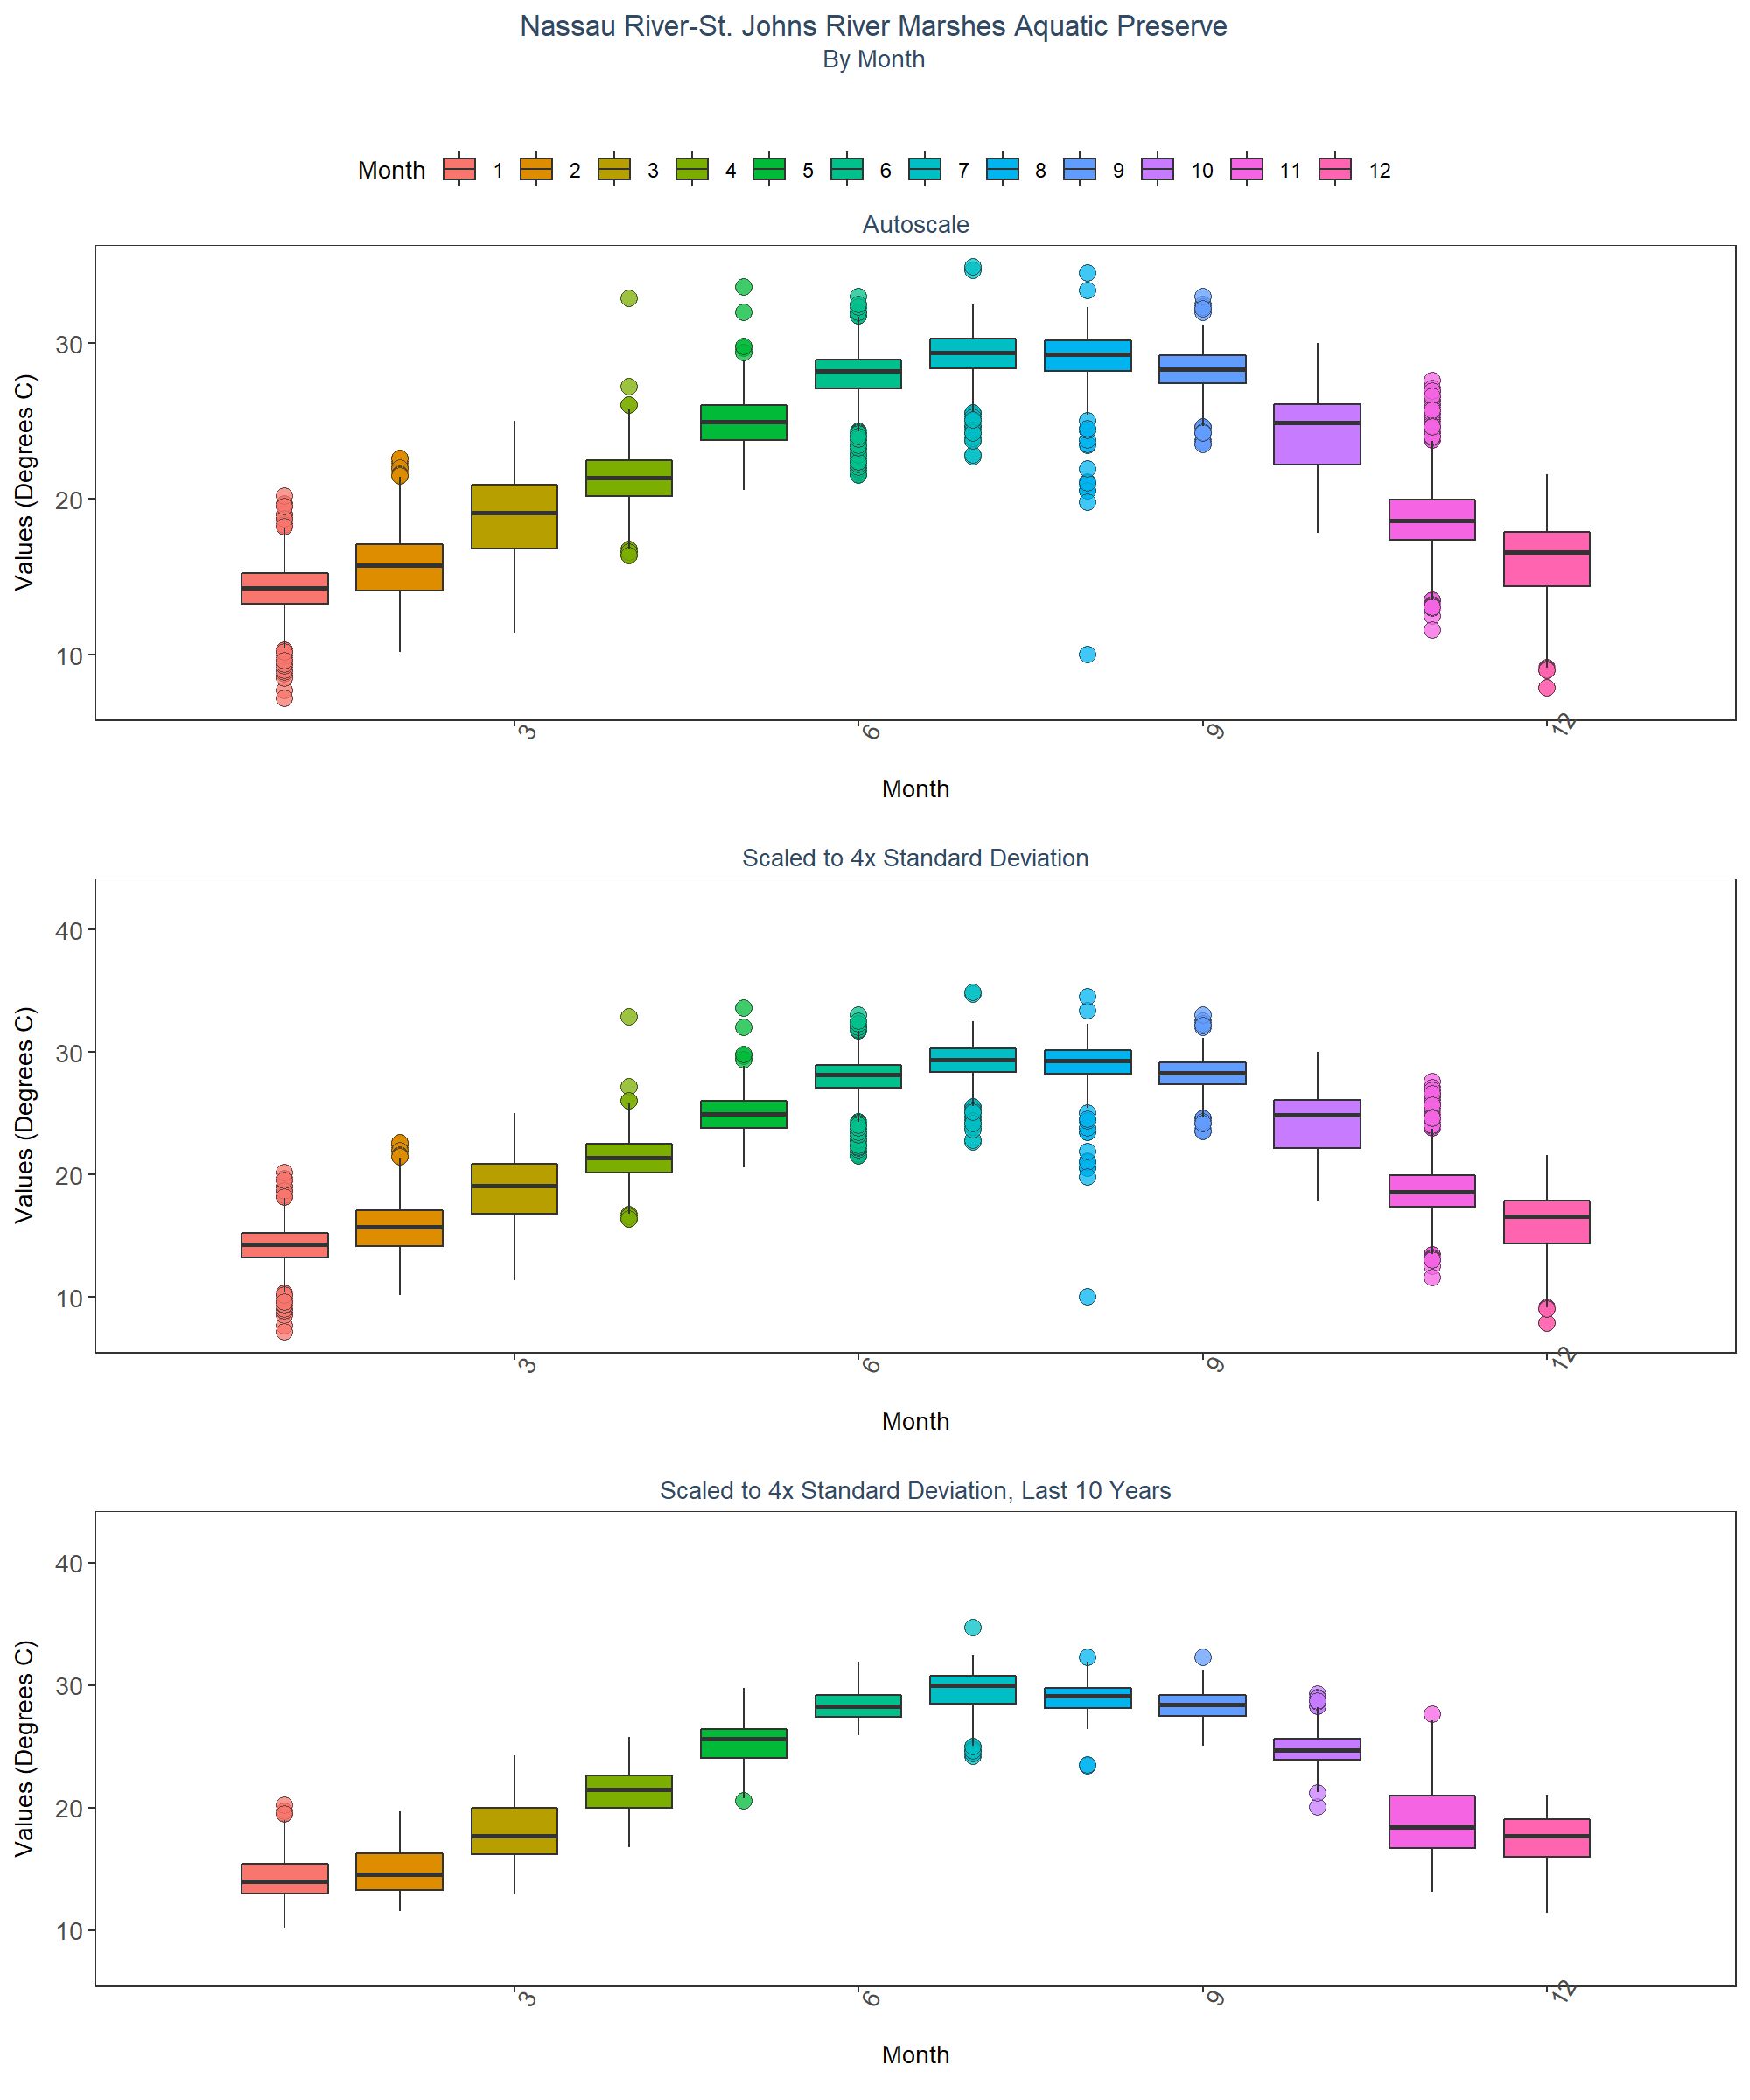 Nassau River-St. Johns River Marshes Aquatic Preserve
By Month
Month 1 2 3 4 5 6 7 8 9 10 11 12
Autoscale
Values (Degrees C)
30
20
10
3 6 9 12
Month
Scaled to 4x Standard Deviation
Values (Degrees C)
40
30
20
10
3 6 9 12
Month
Scaled to 4x Standard Deviation, Last 10 Years
Values (Degrees C)
40
30
20
10
3 6 9 12
Month